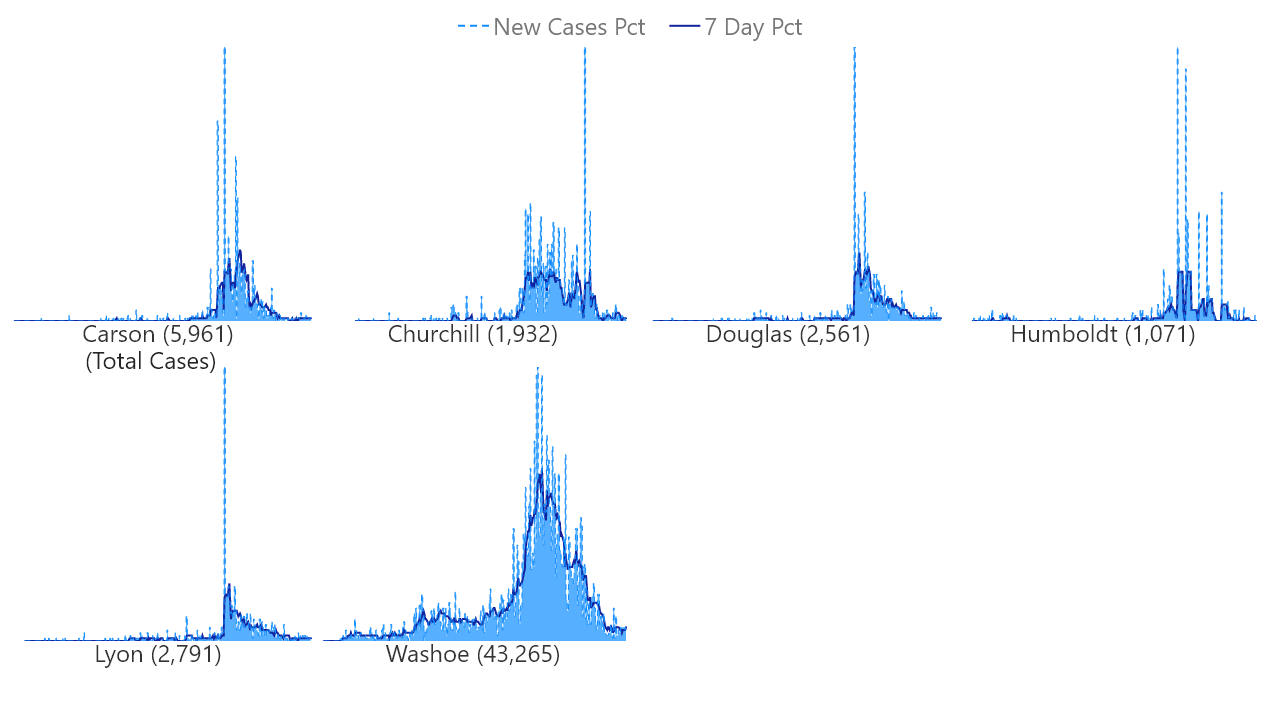 New Cases Pct 7 Day Pct
Carson (5,961)
(Total Cases)
Churchill (1,932)
Douglas (2,561)
Humboldt (1,071)
Lyon (2,791)
Washoe (43,265)